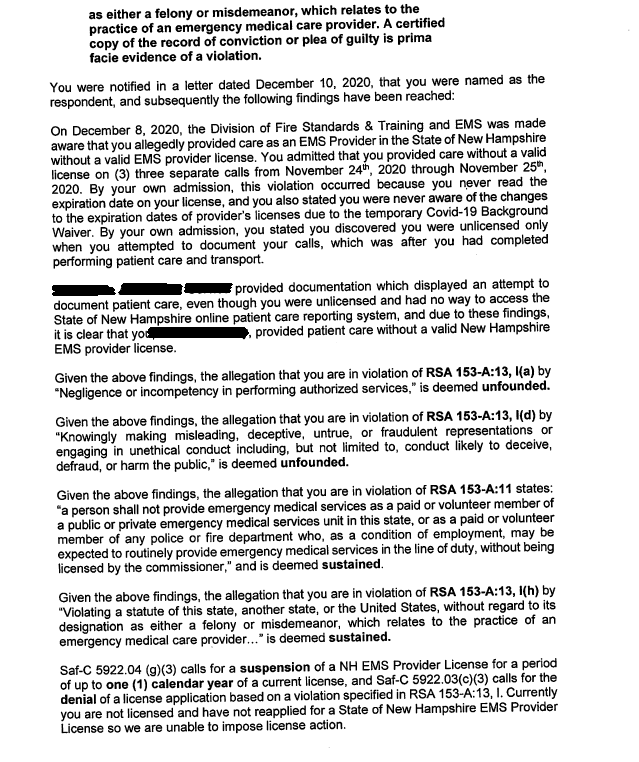 as either a felony or misdemeanor, which relates to the
practice of an emergency medical care provider. A certified
copy of the record of conviction or plea of guilty is prima
facie evidence of a violation.
You were notified in a letter dated December 10, 2020, that you were named as the
respondent, and subsequently the following findings have been reached:
On December 8, 2020, the Division of Fire Standards & Training and EMS was made
aware that you allegedly provided care as an EMS Provider in the State of New Hampshire
without a valid EMS provider license. You admitted that you provided care without a valid
license on (3) three separate calls from November 24th, 2020 through November 25th,
2020. By your own admission, this violation occurred because you never read the
expiration date on your license, and you also stated you were never aware of the changes
to the expiration dates of provider's licenses due to the temporary Covid-19 Background
Waiver. By your own admission, you stated you discovered you were unlicensed only
when you attempted to document your calls, which was after you had completed
performing patient care and transport.
provided documentation which displayed an attempt to
document patient care, even though you were unlicensed and had no way to access the
State of New Hampshire online patient care reporting system, and due to these findings,
it is clear that you, provided patient care without a valid New Hampshire
EMS provider license.
Given the above findings, the allegation that you are in violation of RSA 153-A:13, I(a) by
"Negligence or incompetency in performing authorized services," is deemed unfounded.
Given the above findings, the allegation that you are in violation of RSA 153-A:13, I(d) by
"Knowingly making misleading, deceptive, untrue, or fraudulent representations or
engaging in unethical conduct including, but not limited to, conduct likely to deceive,
defraud, or harm the public," is deemed unfounded.
Given the above findings, the allegation that you are in violation of RSA 153-A:11 states:
"a person shall not provide emergency medical services as a paid or volunteer member of
a public or private emergency medical services unit in this state, or as a paid or volunteer
member of any police or fire department who, as a condition of employment, may be
expected to routinely provide emergency medical services in the line of duty, without being
licensed by the commissioner," and is deemed sustained.
Given the above findings, the allegation that you are in violation of RSA 153-A:13, I(h) by
"Violating a statute of this state, another state, or the United States, without regard to its
designation as either a felony or misdemeanor, which relates to the practice of an
emergency medical care provider..." is deemed sustained.
Saf-C 5922.04 (g)(3) calls for a suspension of a NH EMS Provider License for a period
of up to one (1) calendar year of a current license, and Saf-C 5922.03(c)(3) calls for the
denial of a license application based on a violation specified in RSA 153-A:13, I. Currently
you are not licensed and have not reapplied for a State of New Hampshire EMS Provider
License so we are unable to impose license action.